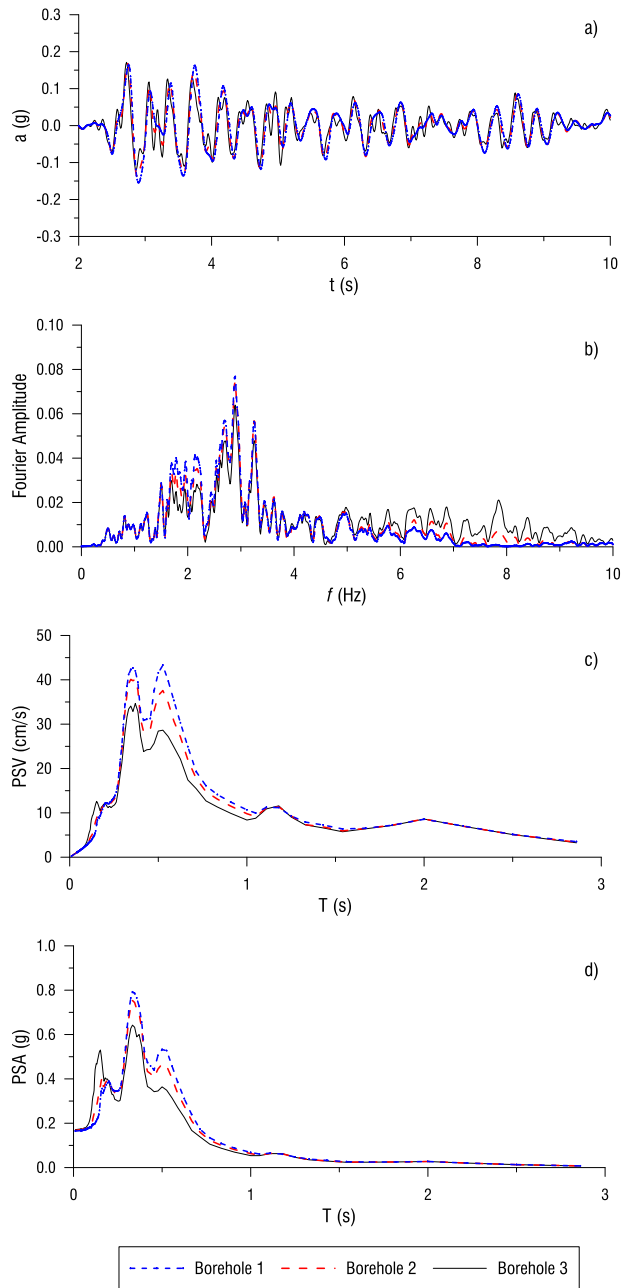 a)
a (g)
0.3
0.2
0.1
0.0
-0.1
-0.2
-0.3
2 4 6 8 10
t (s)
b)
Fourier Amplitude
0.10
0.08
0.06
0.04
0.02
0.00
0 2 4 6 8 10
f (Hz)
c)
PSV (cm/s)
50
40
30
20
10
0
0 1 2 3
T (s)
d)
PSA (g)
1.0
0.8
0.6
0.4
0.2
0.0
0 1 2 3
T (s)
Borehole 1 Borehole 2 Borehole 3